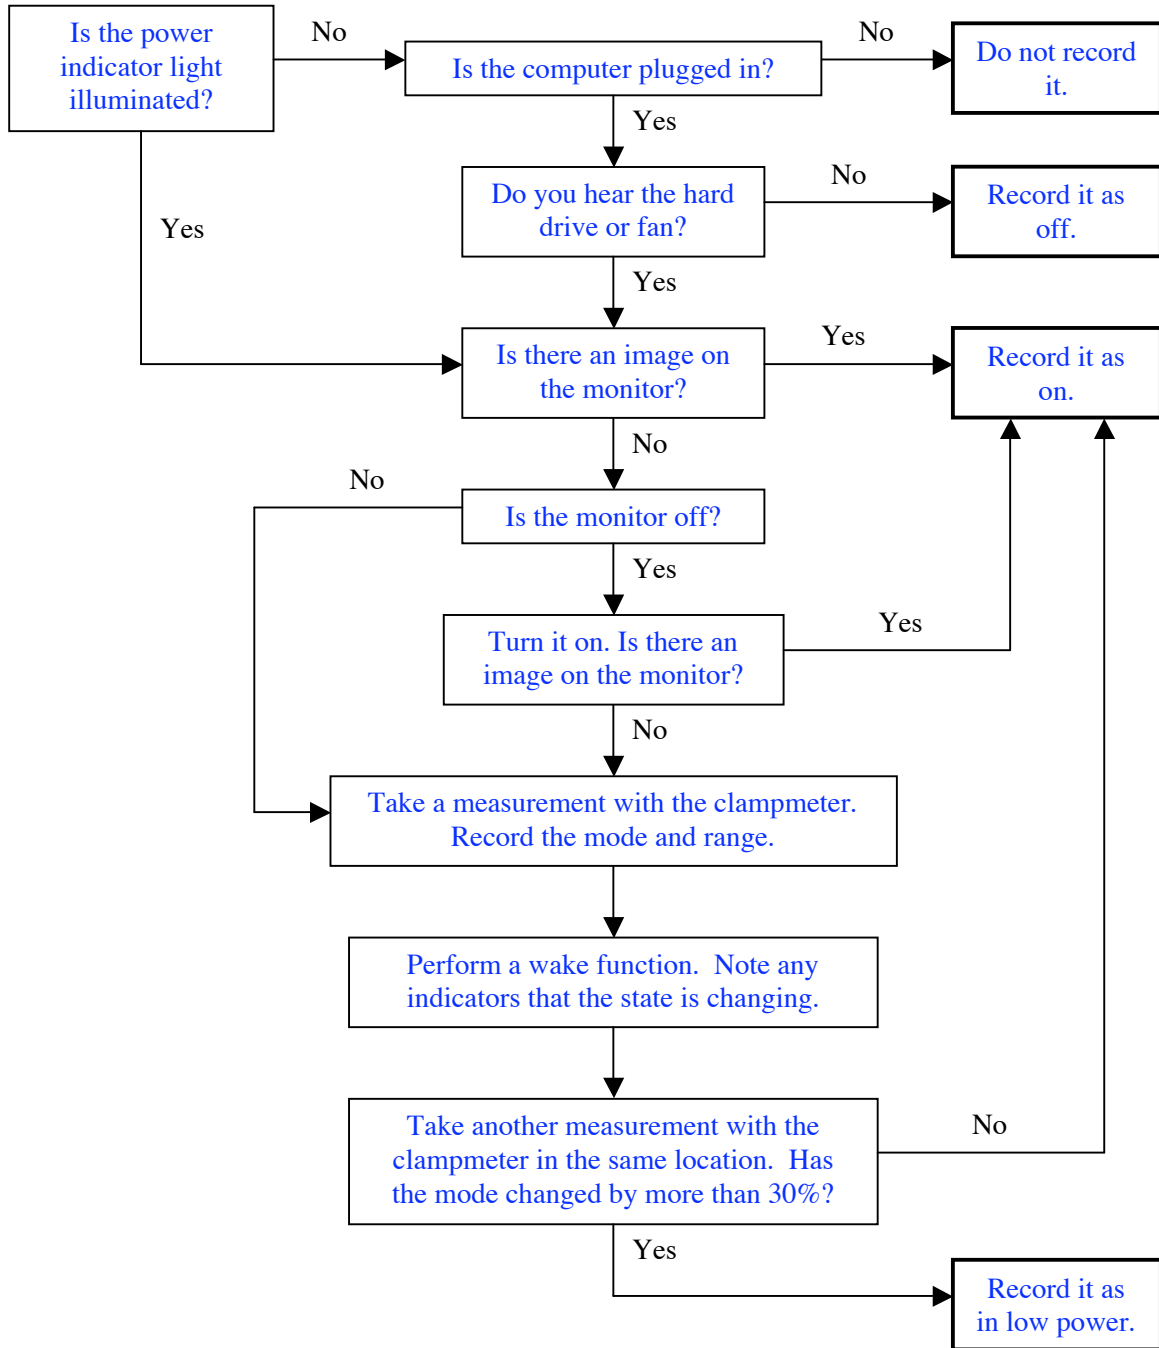 Is the power
indicator light
illuminated?
No
Is the computer plugged in?
No
Do not record
it.
Yes
Yes
Do you hear the hard
drive or fan?
No
Record it as
off.
Yes
Is there an image on
the monitor?
Yes
Record it as
on.
No
No
Is the monitor off?
Yes
Turn it on. Is there an
image on the monitor?
Yes
No
Take a measurement with the clampmeter.
Record the mode and range.
Perform a wake function.  Note any
indicators that the state is changing.
Take another measurement with the
clampmeter in the same location.  Has
the mode changed by more than 30%?
No
Yes
Record it as
in low power.